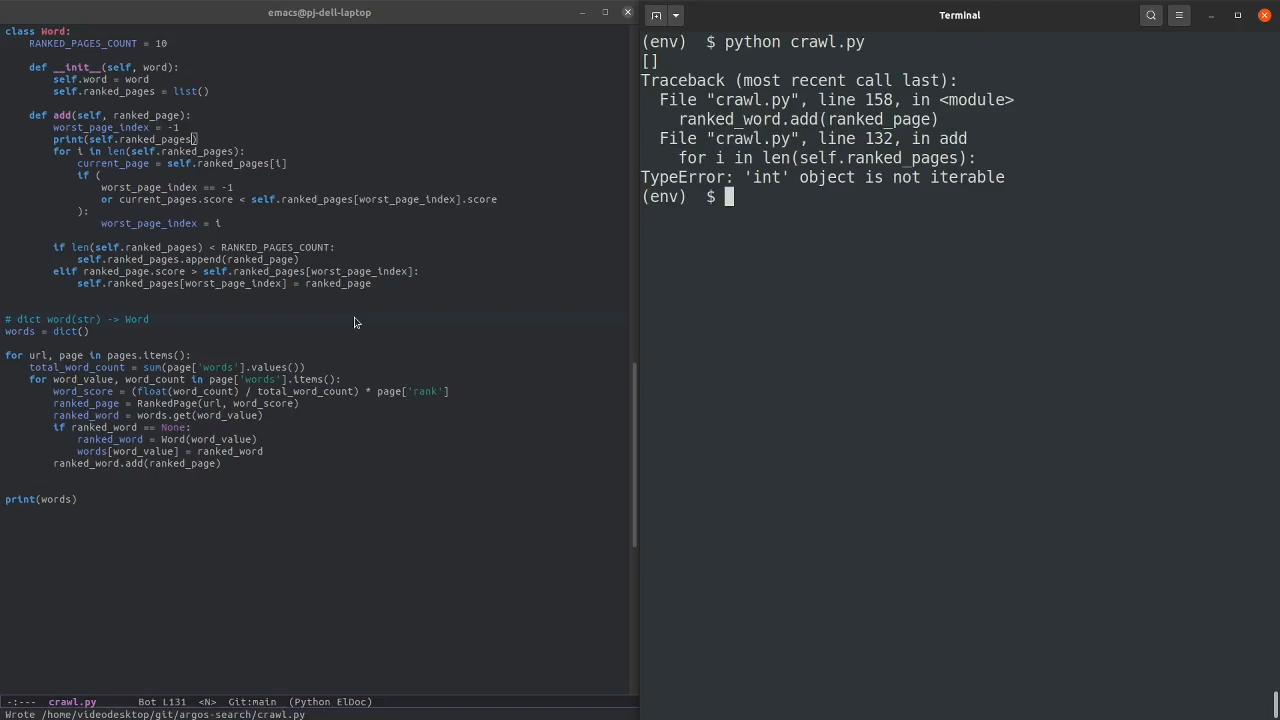 emacs@pj-dell-laptop
class Word:
    RANKED_PAGES_COUNT = 10
    def __init__(self, word):
        self.word = word
        self.ranked_pages = list()
    def add(self, ranked_page):
        worst_page_index = -1
        print(self.ranked_pages)
        for i in len(self.ranked_pages):
            current_page = self.ranked_pages[i]
            if (
                worst_page_index == -1
                or current_pages.score < self.ranked_pages[worst_page_index].score
            ):
                worst_page_index = i
        if len(self.ranked_pages) < RANKED_PAGES_COUNT:
            self.ranked_pages.append(ranked_page)
        elif ranked_page.score > self.ranked_pages[worst_page_index]:
            self.ranked_pages[worst_page_index] = ranked_page
# dict word(str) -> Word
words = dict()
for url, page in pages.items():
    total_word_count = sum(page['words'].values())
    for word_value, word_count in page['words'].items():
        word_score = (float(word_count) / total_word_count) * page['rank']
        ranked_page = RankedPage(url, word_score)
        ranked_word = words.get(word_value)
        if ranked_word == None:
            ranked_word = Word(word_value)
            words[word_value] = ranked_word
        ranked_word.add(ranked_page)
print(words)
-:---  crawl.py       Bot L131  <N>  Git:main  (Python ElDoc)
Wrote /home/videodesktop/git/argos-search/crawl.py
Terminal
(env)  $ python crawl.py
[]
Traceback (most recent call last):
  File "crawl.py", line 158, in <module>
    ranked_word.add(ranked_page)
  File "crawl.py", line 132, in add
    for i in len(self.ranked_pages):
TypeError: 'int' object is not iterable
(env)  $